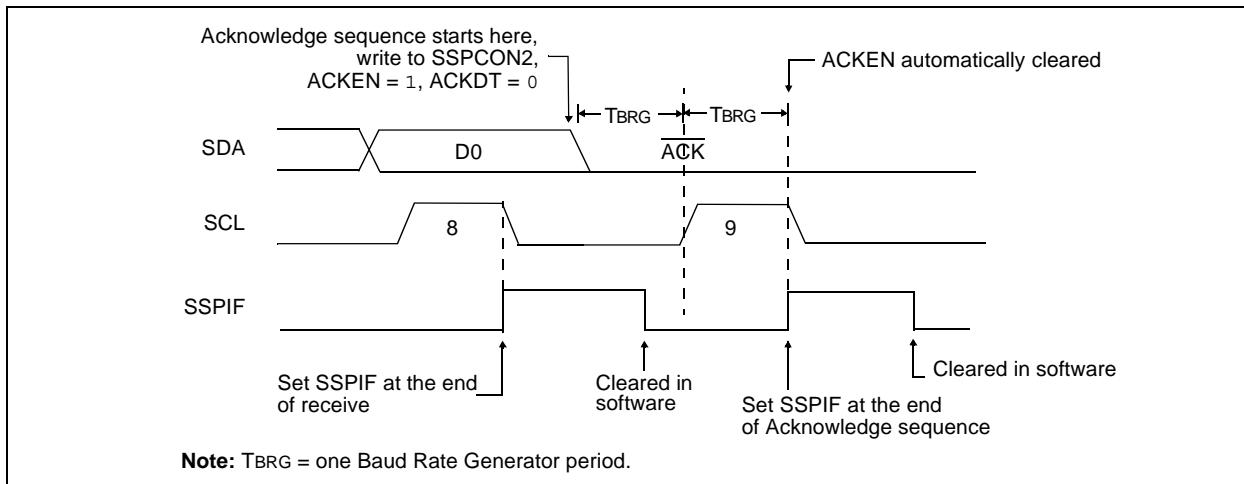 Acknowledge sequence starts here,
write to SSPCON2,
ACKEN = 1, ACKDT = 0
ACKEN automatically cleared
TBRG
TBRG
SDA
D0
ACK
SCL
8
9
SSPIF
Set SSPIF at the end
of receive
Cleared in
software
Set SSPIF at the end
of Acknowledge sequence
Cleared in software
Note: TBRG = one Baud Rate Generator period.